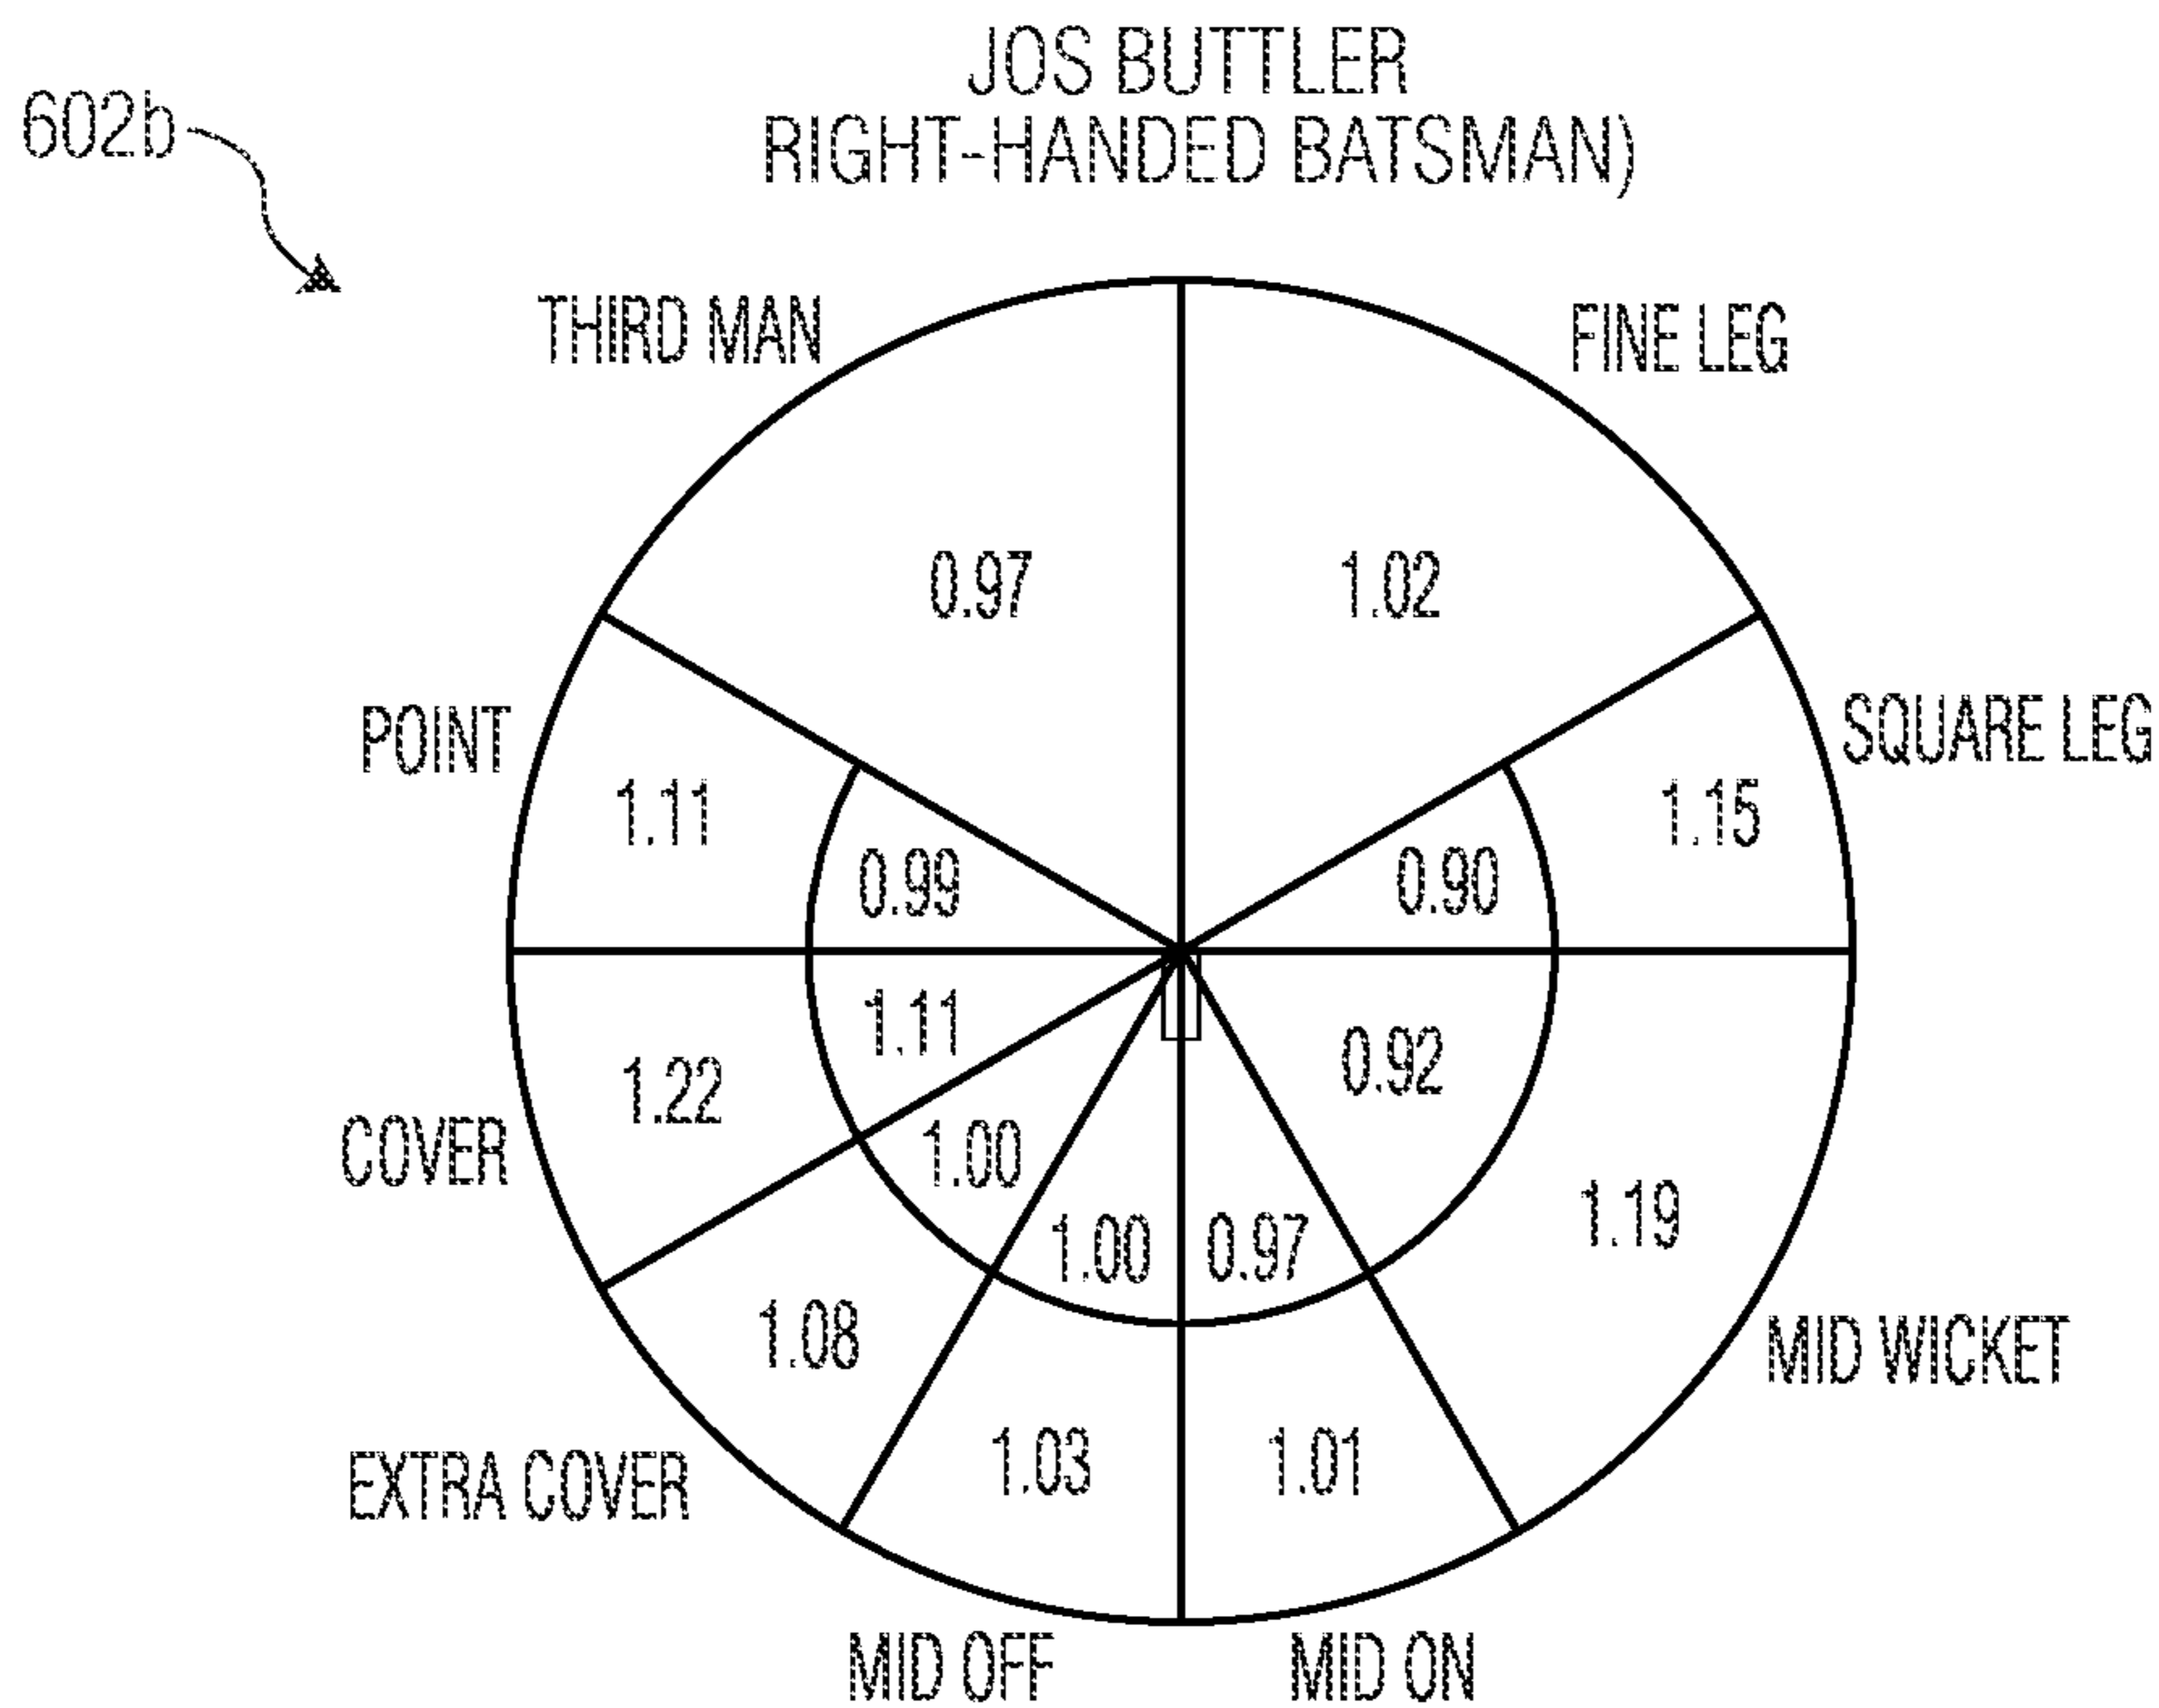 JOS BUTTLER
RIGHT-HANDED BATSMAN)
602b
THIRD MAN
FINE LEG
0.97
1.02
POINT
SQUARE LEG
1.11
1.15
0.99
0.90
1.11
0.92
1.22
COVER
1.00
1.19
1.00
0.97
1.08
MID WICKET
1.03
1.01
EXTRA COVER
MID OFF
MID ON